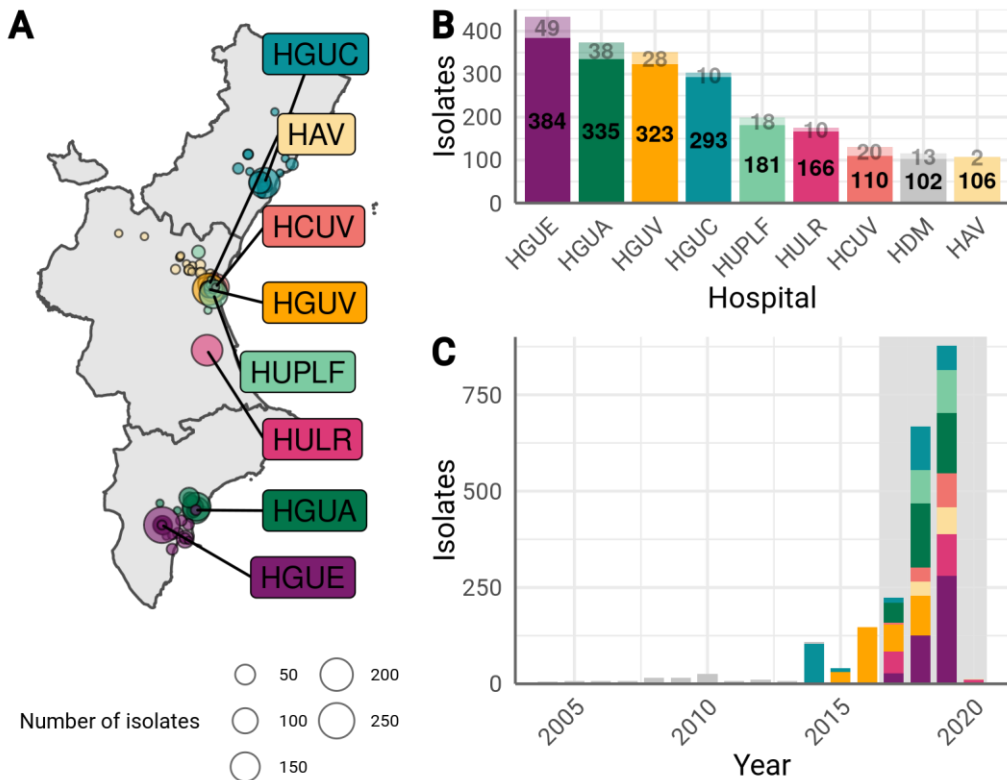 A
HGUC
HAV
HCUV
HGUV
HUPLF
HULR
HGUA
HGUE
Number of isolates
50
100
150
200
250
B
Isolates
400
300
200
100
0
49
38
28
10
18
10
20
13
2
384
335
323
293
181
166
110
102
106
HGUE
HGUA
HGUV
HGUC
HUPLF
HULR
HCUV
HDM
HAV
Hospital
C
Isolates
750
500
250
0
2005
2010
2015
2020
Year